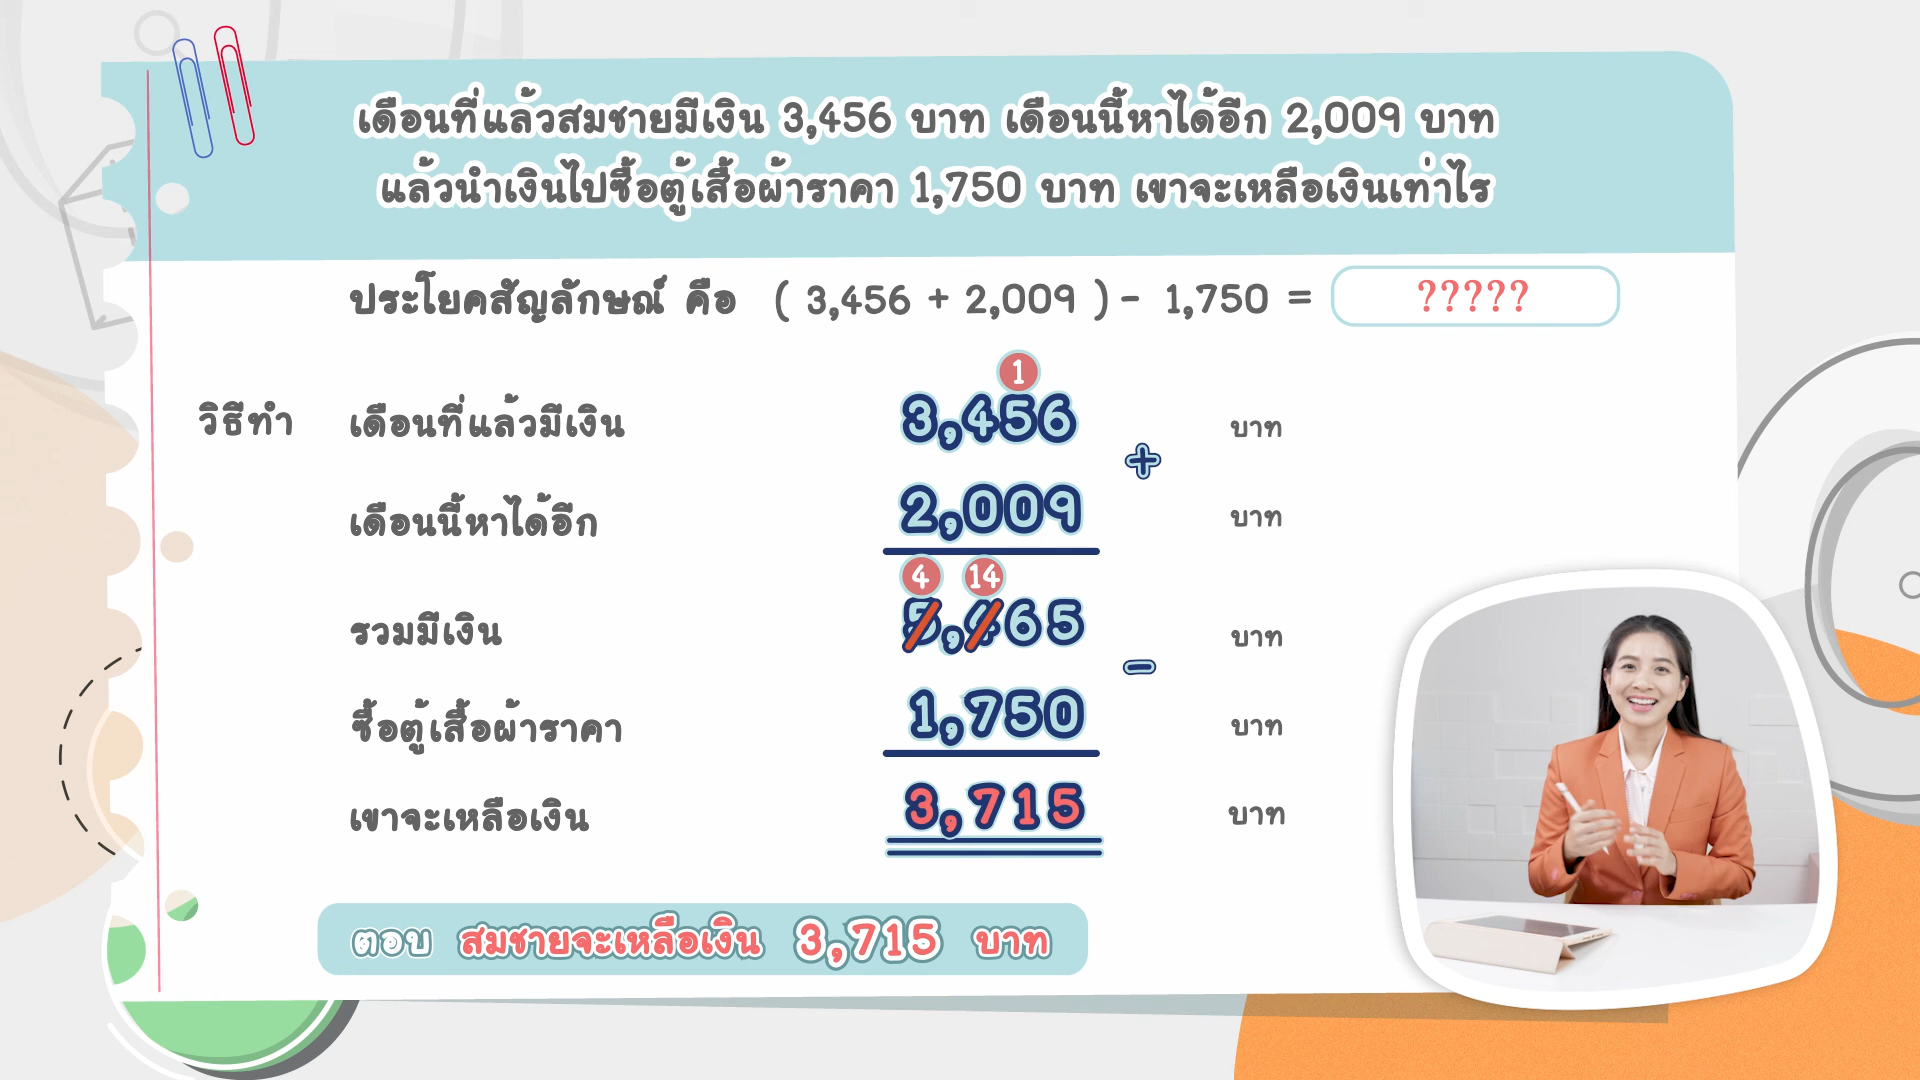 เดือนที่แล้วสมชายมีเงิน 3,456 บาท เดือนนี้หาได้อีก 2,009 บาท
แล้วนำเงินไปซื้อตู้เสื้อผ้าราคา 1,750 บาท เขาจะเหลือเงินเท่าไร
ประโยคสัญลักษณ์ คือ ( 3,456 + 2,009 ) - 1,750 = ?????
1
วิธีทำ เดือนที่แล้วมีเงิน 3,456 บาท
+
เดือนนี้หาได้อีก 2,009 บาท
4 14
รวมมีเงิน 5,465 บาท
-
ซื้อตู้เสื้อผ้าราคา 1,750 บาท
เขาจะเหลือเงิน 3,715 บาท
ตอบ สมชายจะเหลือเงิน 3,715 บาท